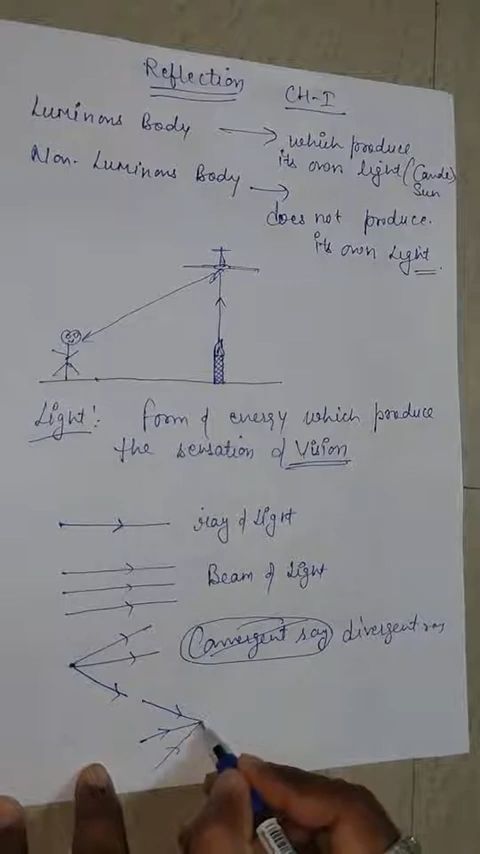 Reflection
CH-I
Luminous Body → which produce
its own light (Candle)
Sun
Non-Luminous Body →
does not produce.
its own Light.
Light: form of energy which produce
the sensation of Vision
ray of Light
Beam of Light
Convergent ray divergent ray